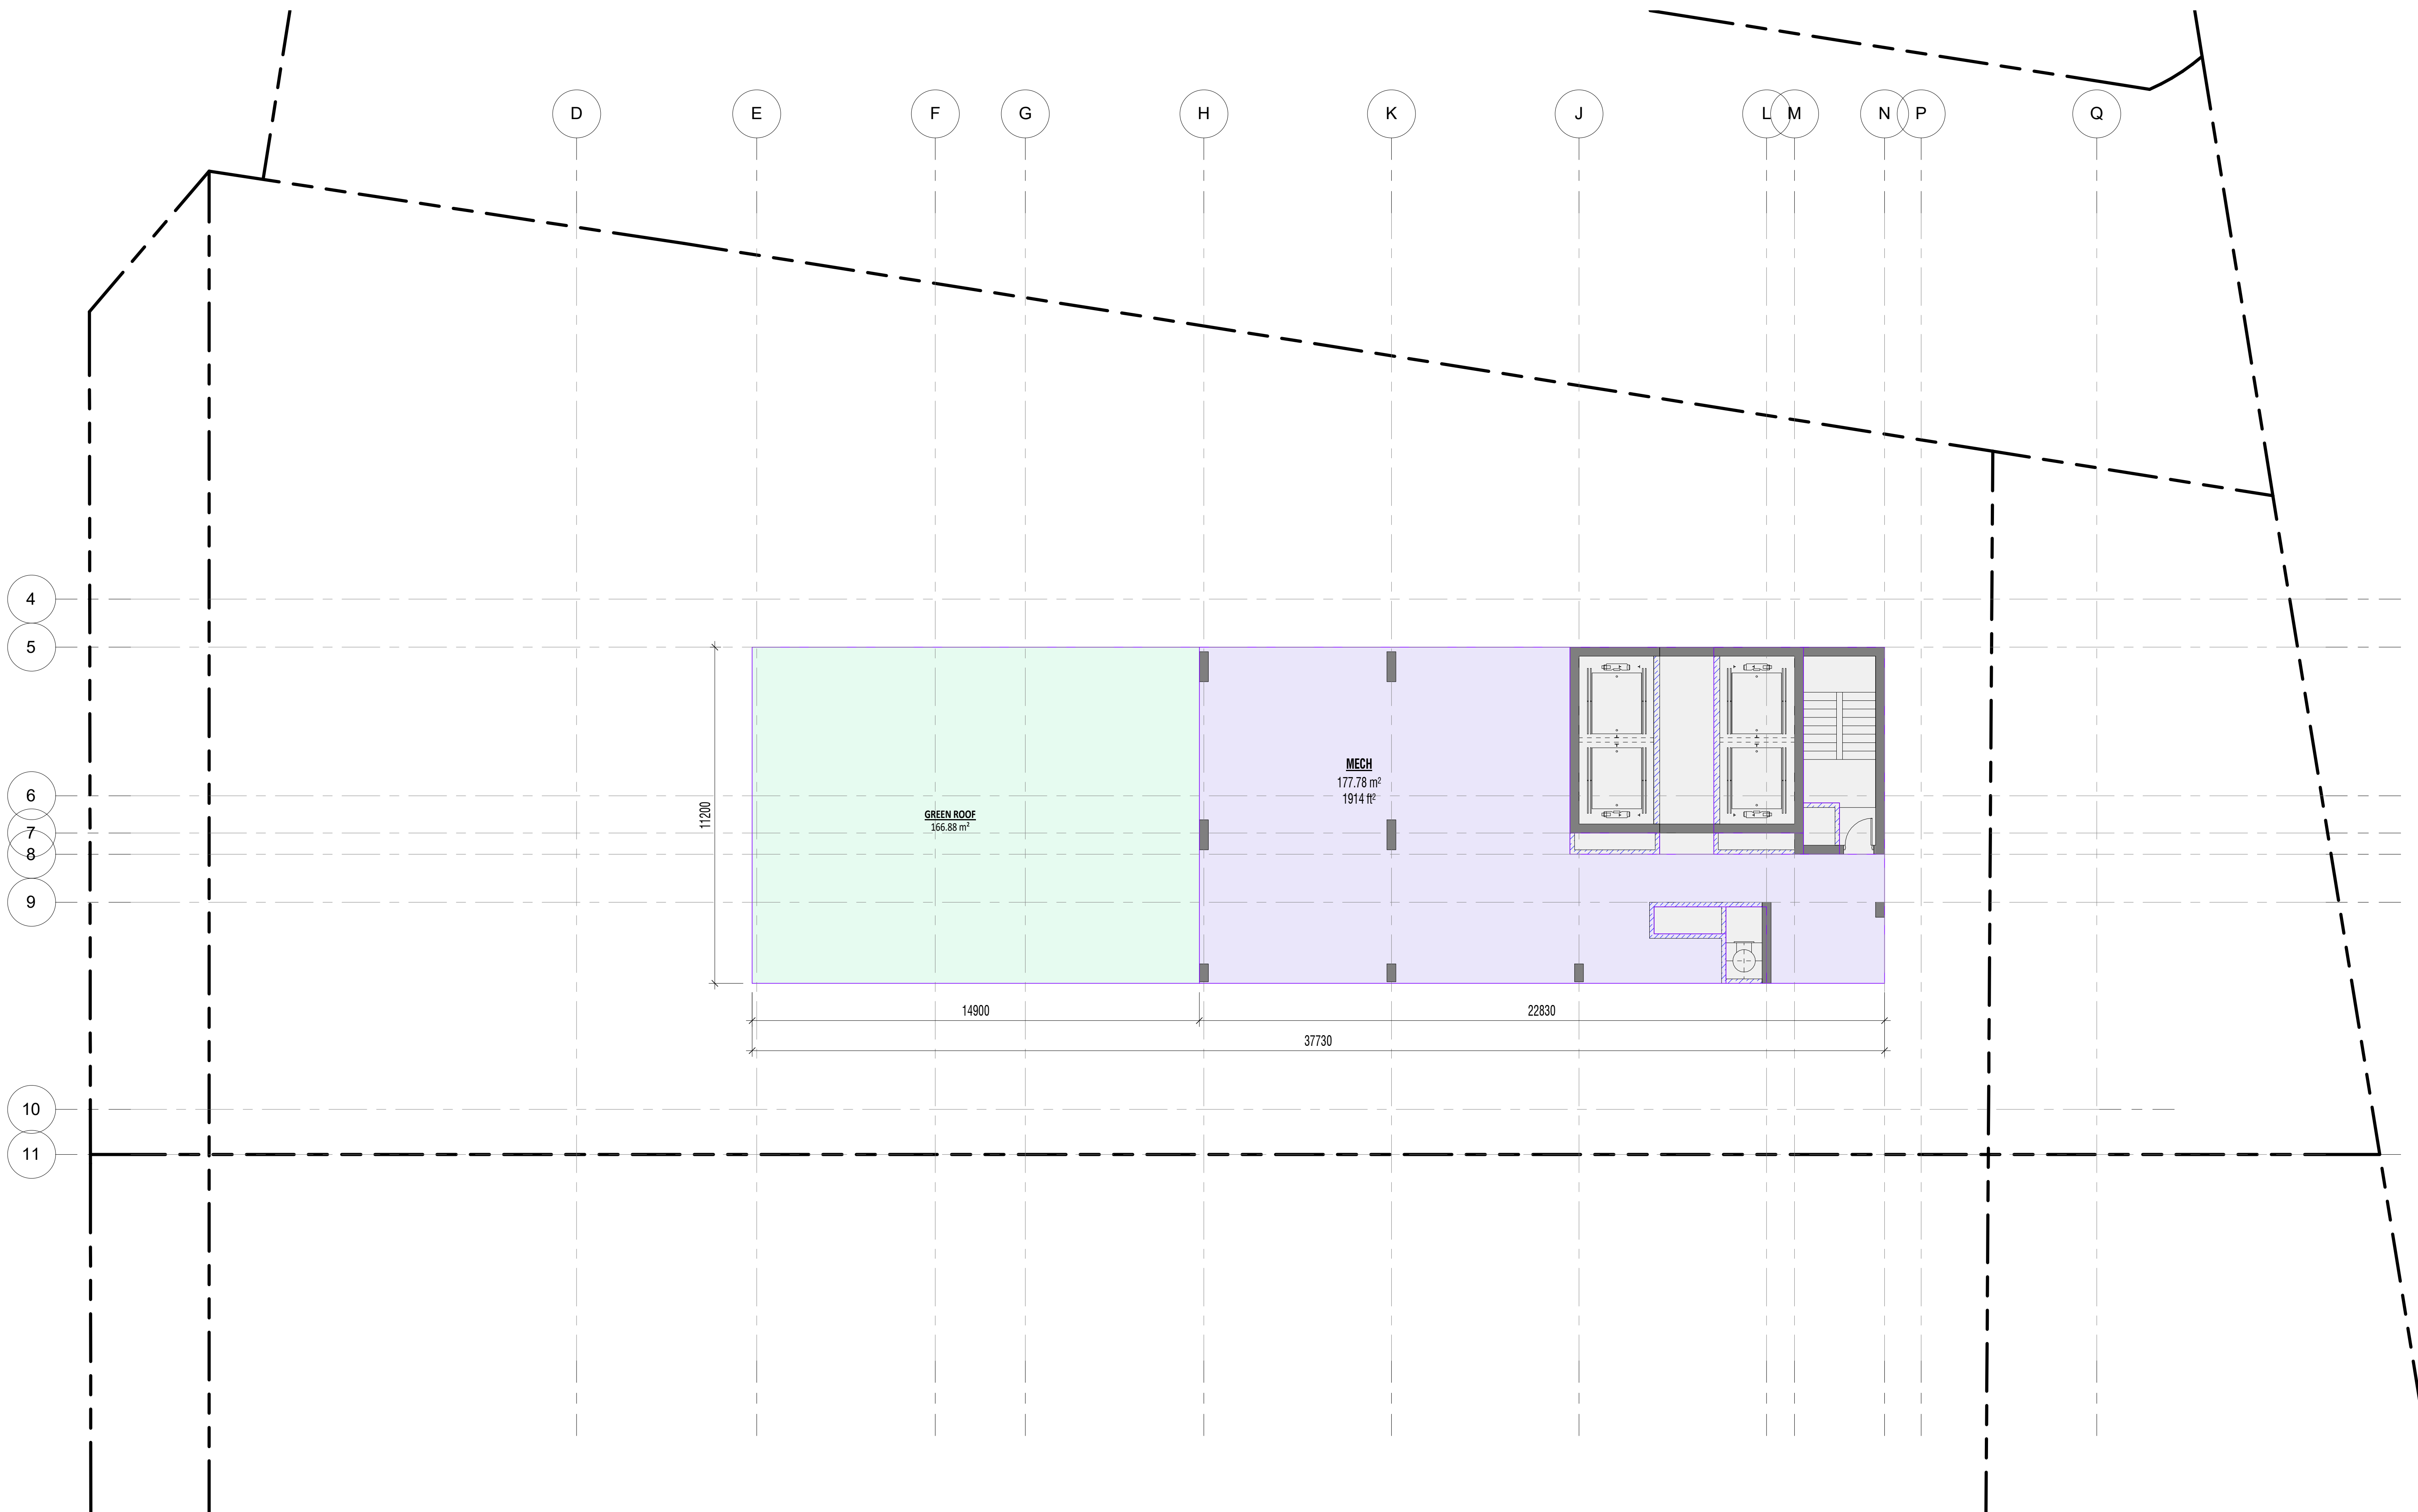 D
E
F
G
H
K
J
L
M
N
P
Q
4
5
6
7
8
9
10
11
MECH
177.78 m²
1914 ft²
GREEN ROOF
166.88 m²
11200
14900
22830
37730